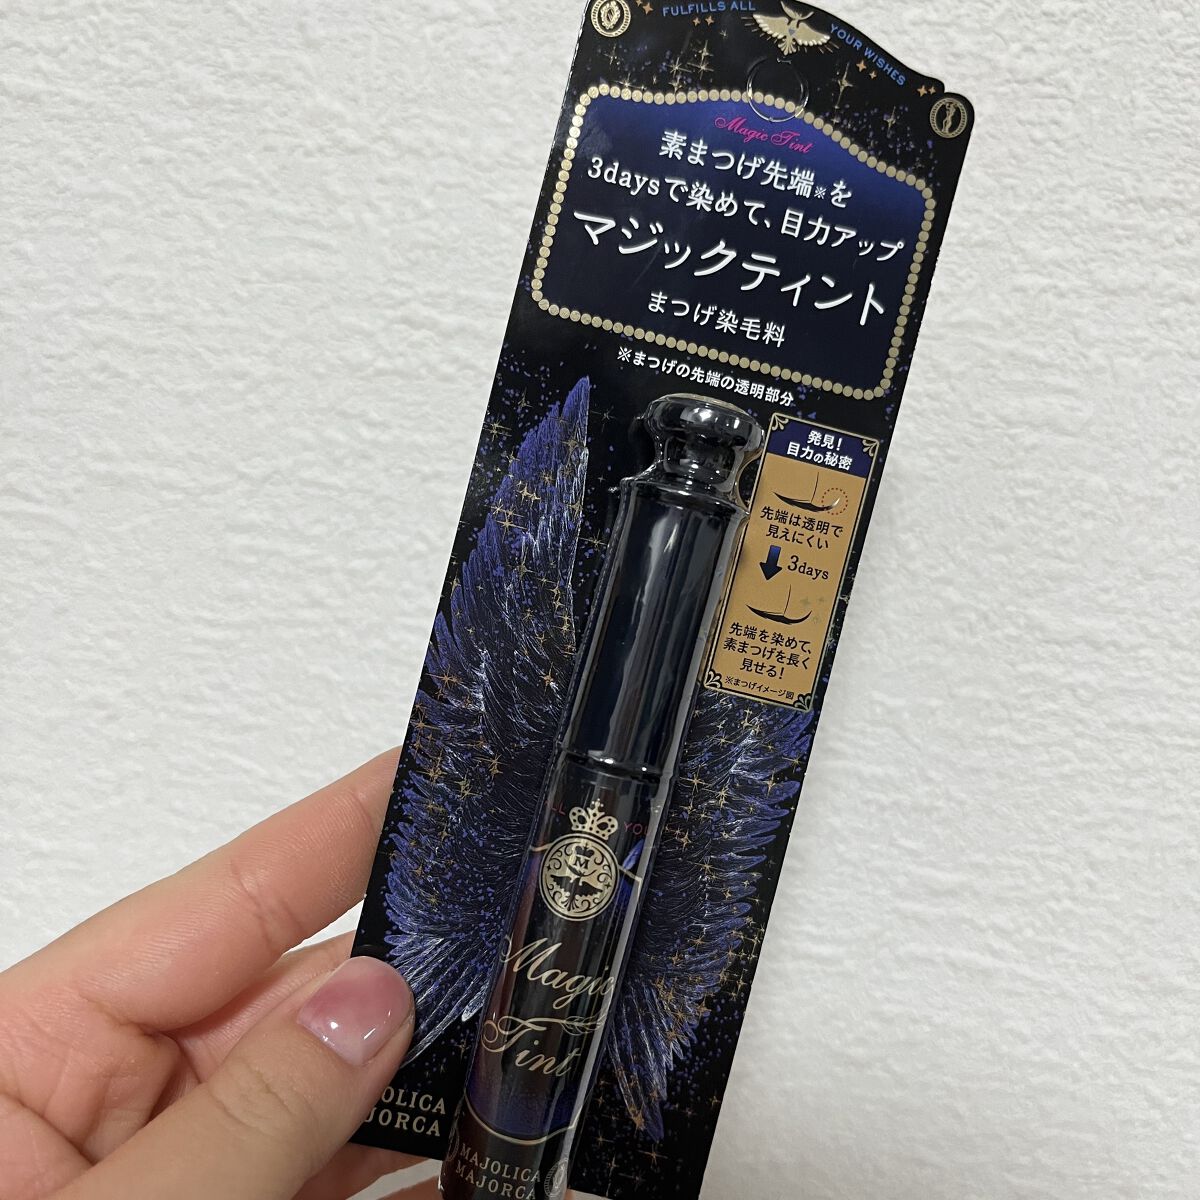 FULFILLS ALL
YOUR WISHES
Magic Tint
素まつげ先端※を
3daysで染めて、目力アップ
マジックティント
まつげ染毛料
※まつげの先端の透明部分
発見!
目力の秘密
先端は透明で
見えにくい
3days
先端を染めて、
素まつげを長く
見せる!
※まつげイメージ図
M
Magic
Tint
MAJOLICA
MAJORCA